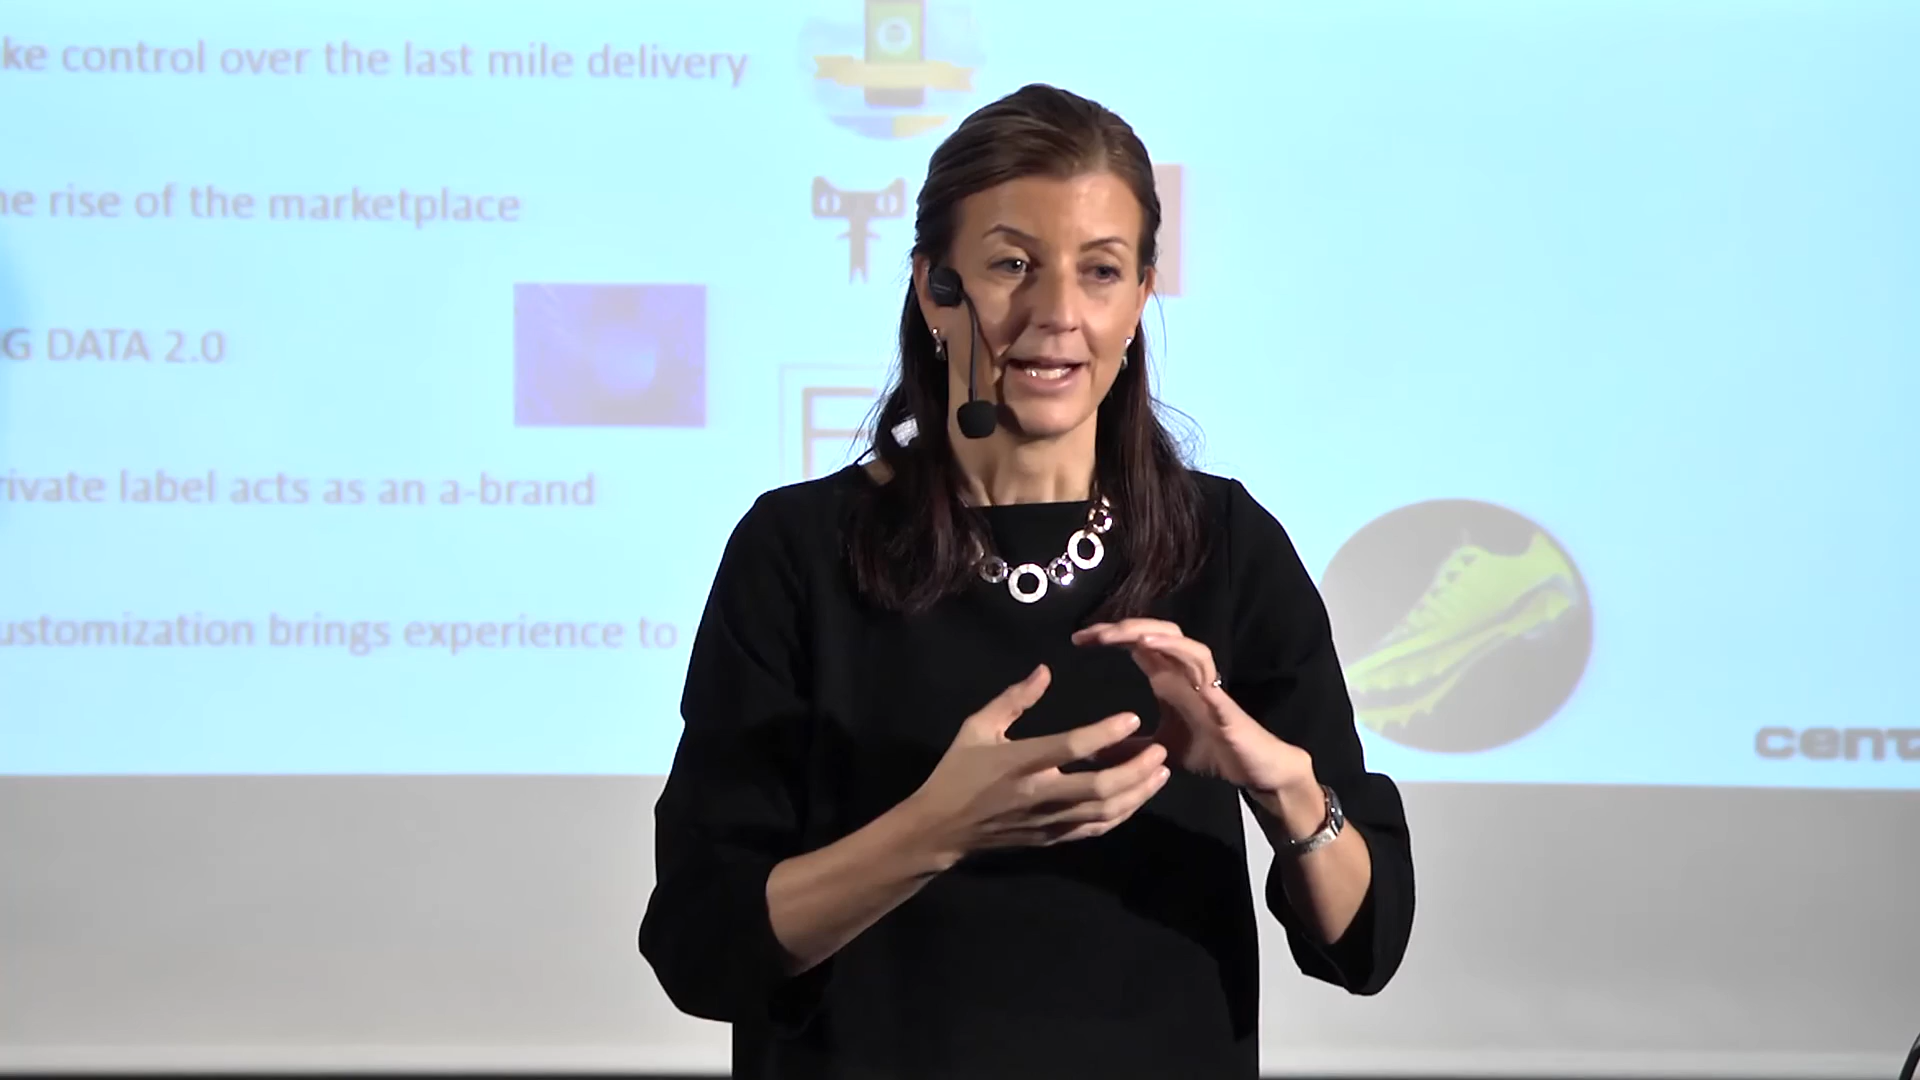 ke control over the last mile delivery
he rise of the marketplace
G DATA 2.0
rivate label acts as an a-brand
ustomization brings experience to
cent